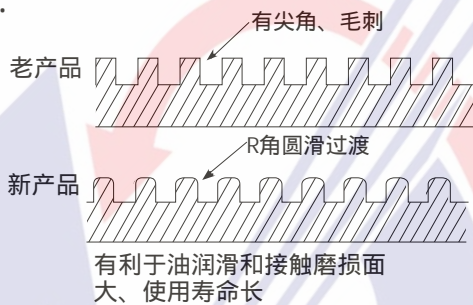 有尖角、毛刺
老产品
R角圆滑过渡
新产品
有利于油润滑和接触磨损面
大、使用寿命长